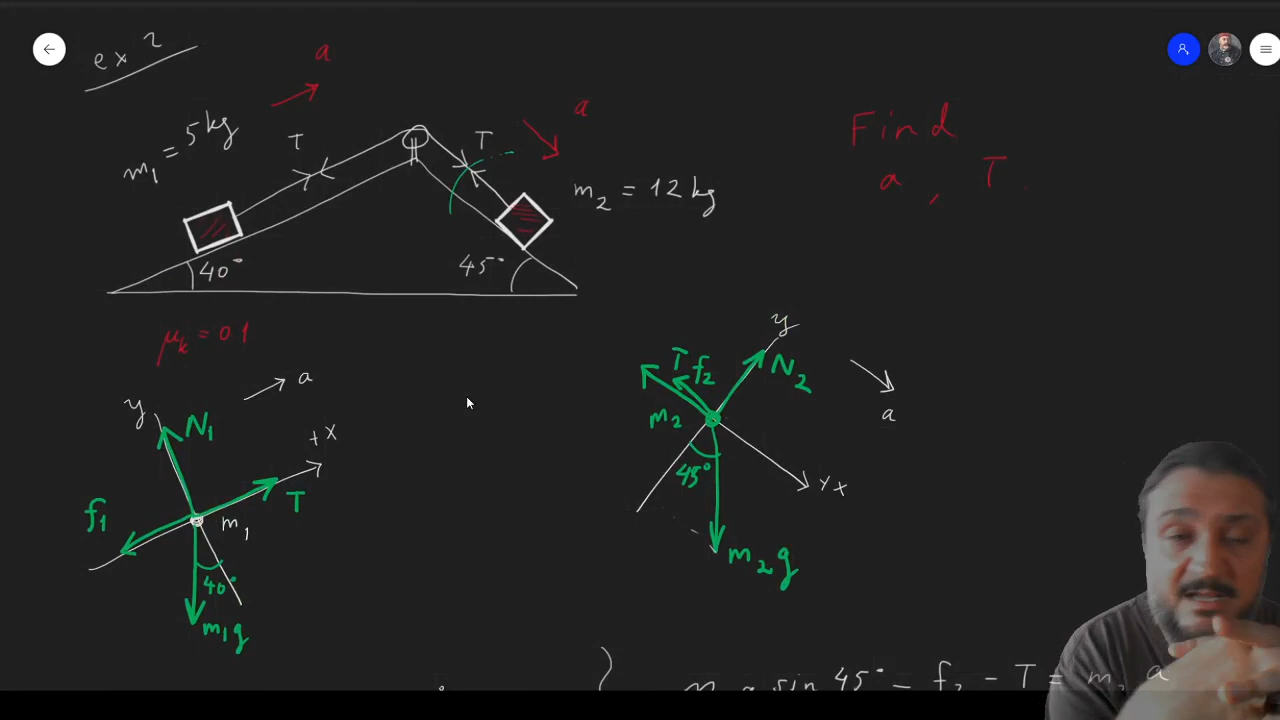 ex 2
a
m₁ = 5 kg
T
T
a
m₂ = 12 kg
40°
45°
Find
a, T.
μₖ = 0.1
a
y
N₁
+x
f₁
T
m₁
40°
m₁g
y
T f₂
N₂
m₂
a
45°
x
m₂g
) sin 45° - f₂ - T = m₂ a